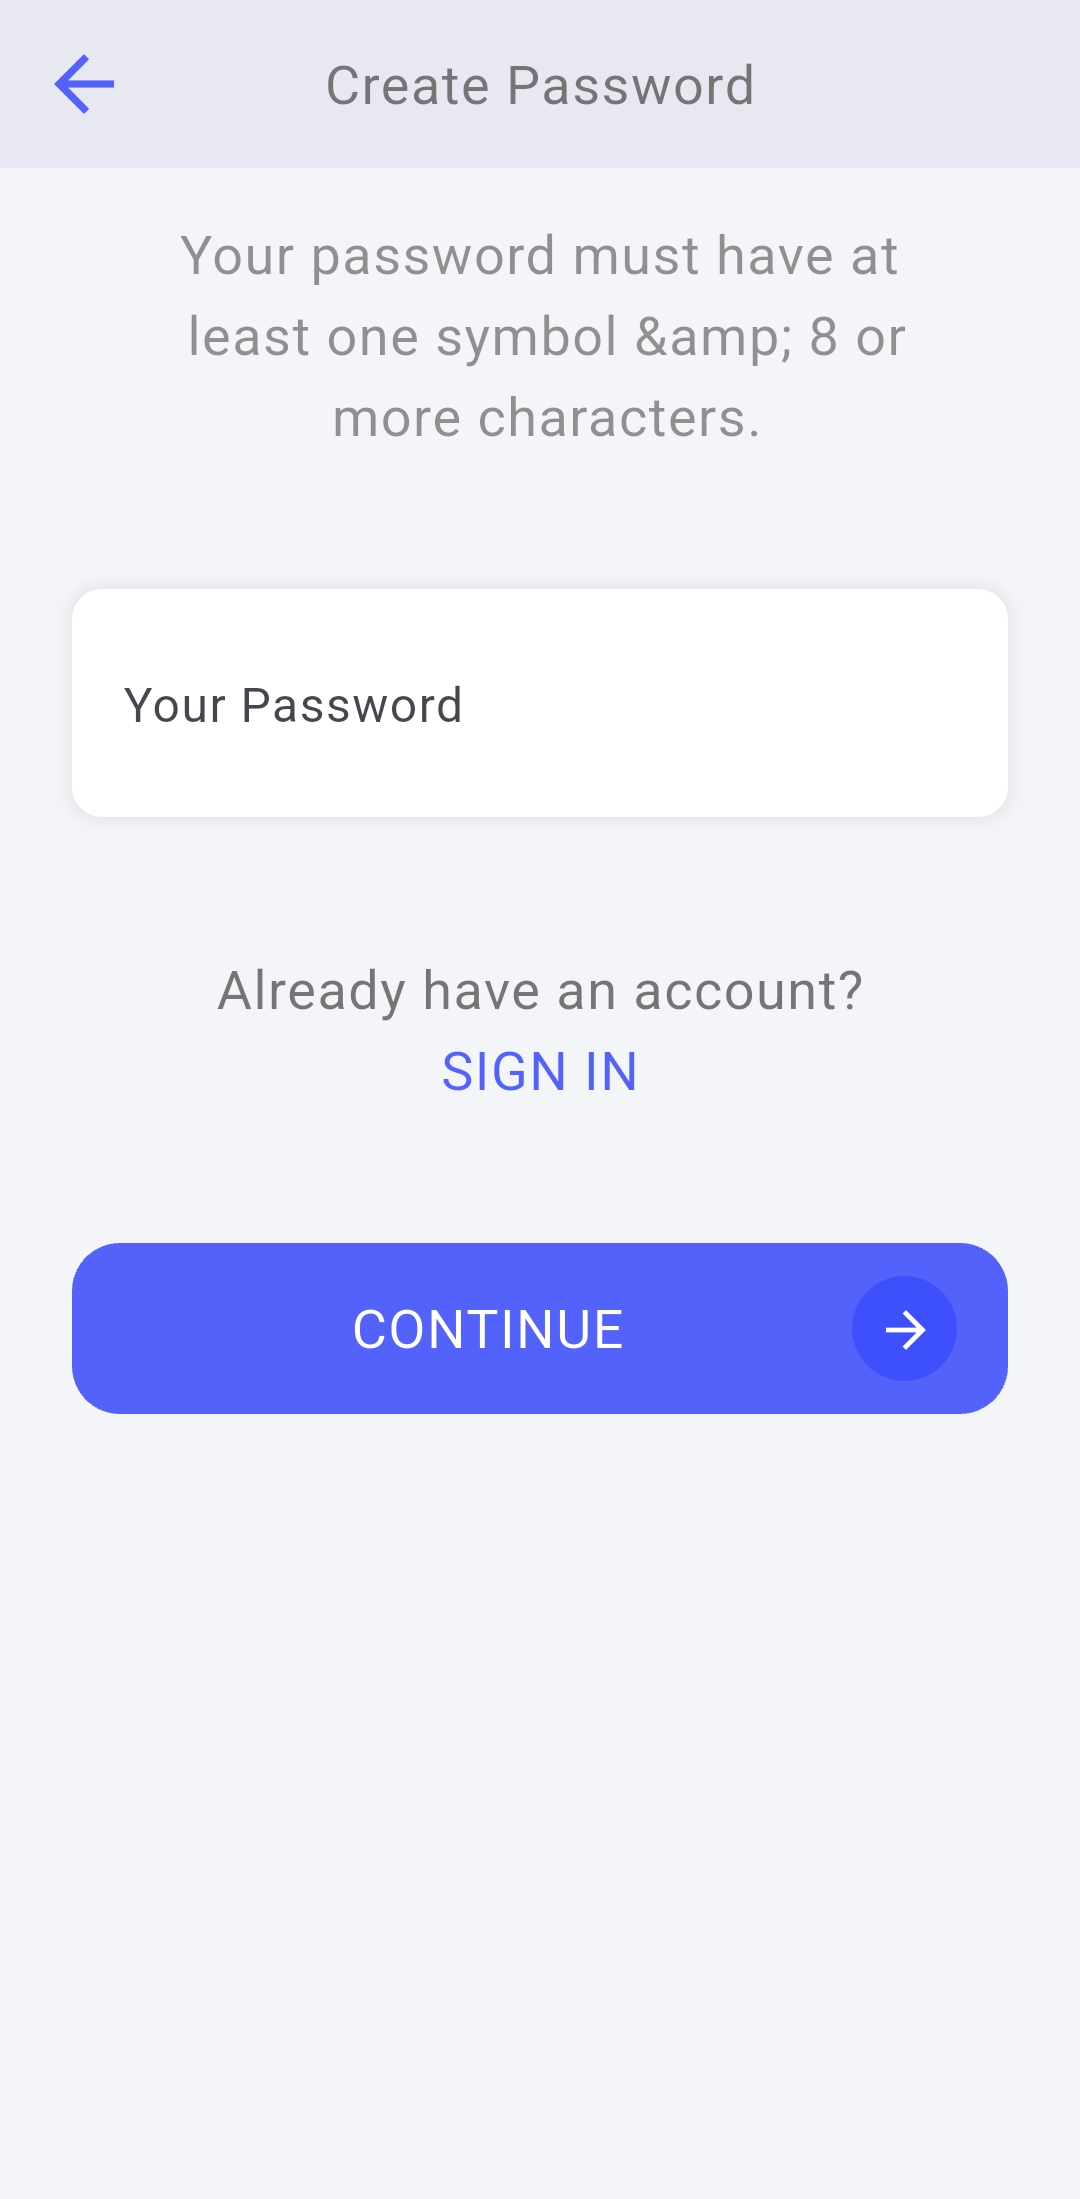 Create Password
Your password must have at
least one symbol &amp; 8 or
more characters.
Your Password
Already have an account?
SIGN IN
CONTINUE